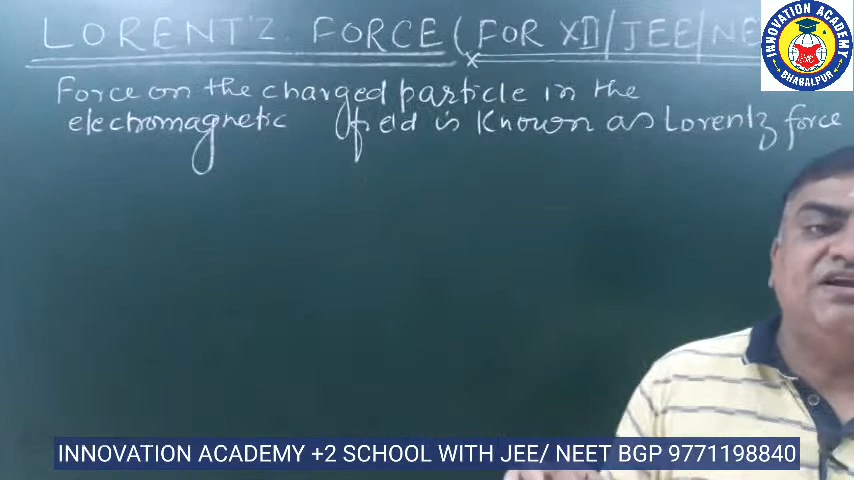 LORENT'Z FORCE (FOR XII/JEE/NE
Force on the charged particle in the
electromagnetic field is Known as Lorentz force
INNOVATION ACADEMY
BHAGALPUR
INNOVATION ACADEMY +2 SCHOOL WITH JEE/ NEET BGP 9771198840